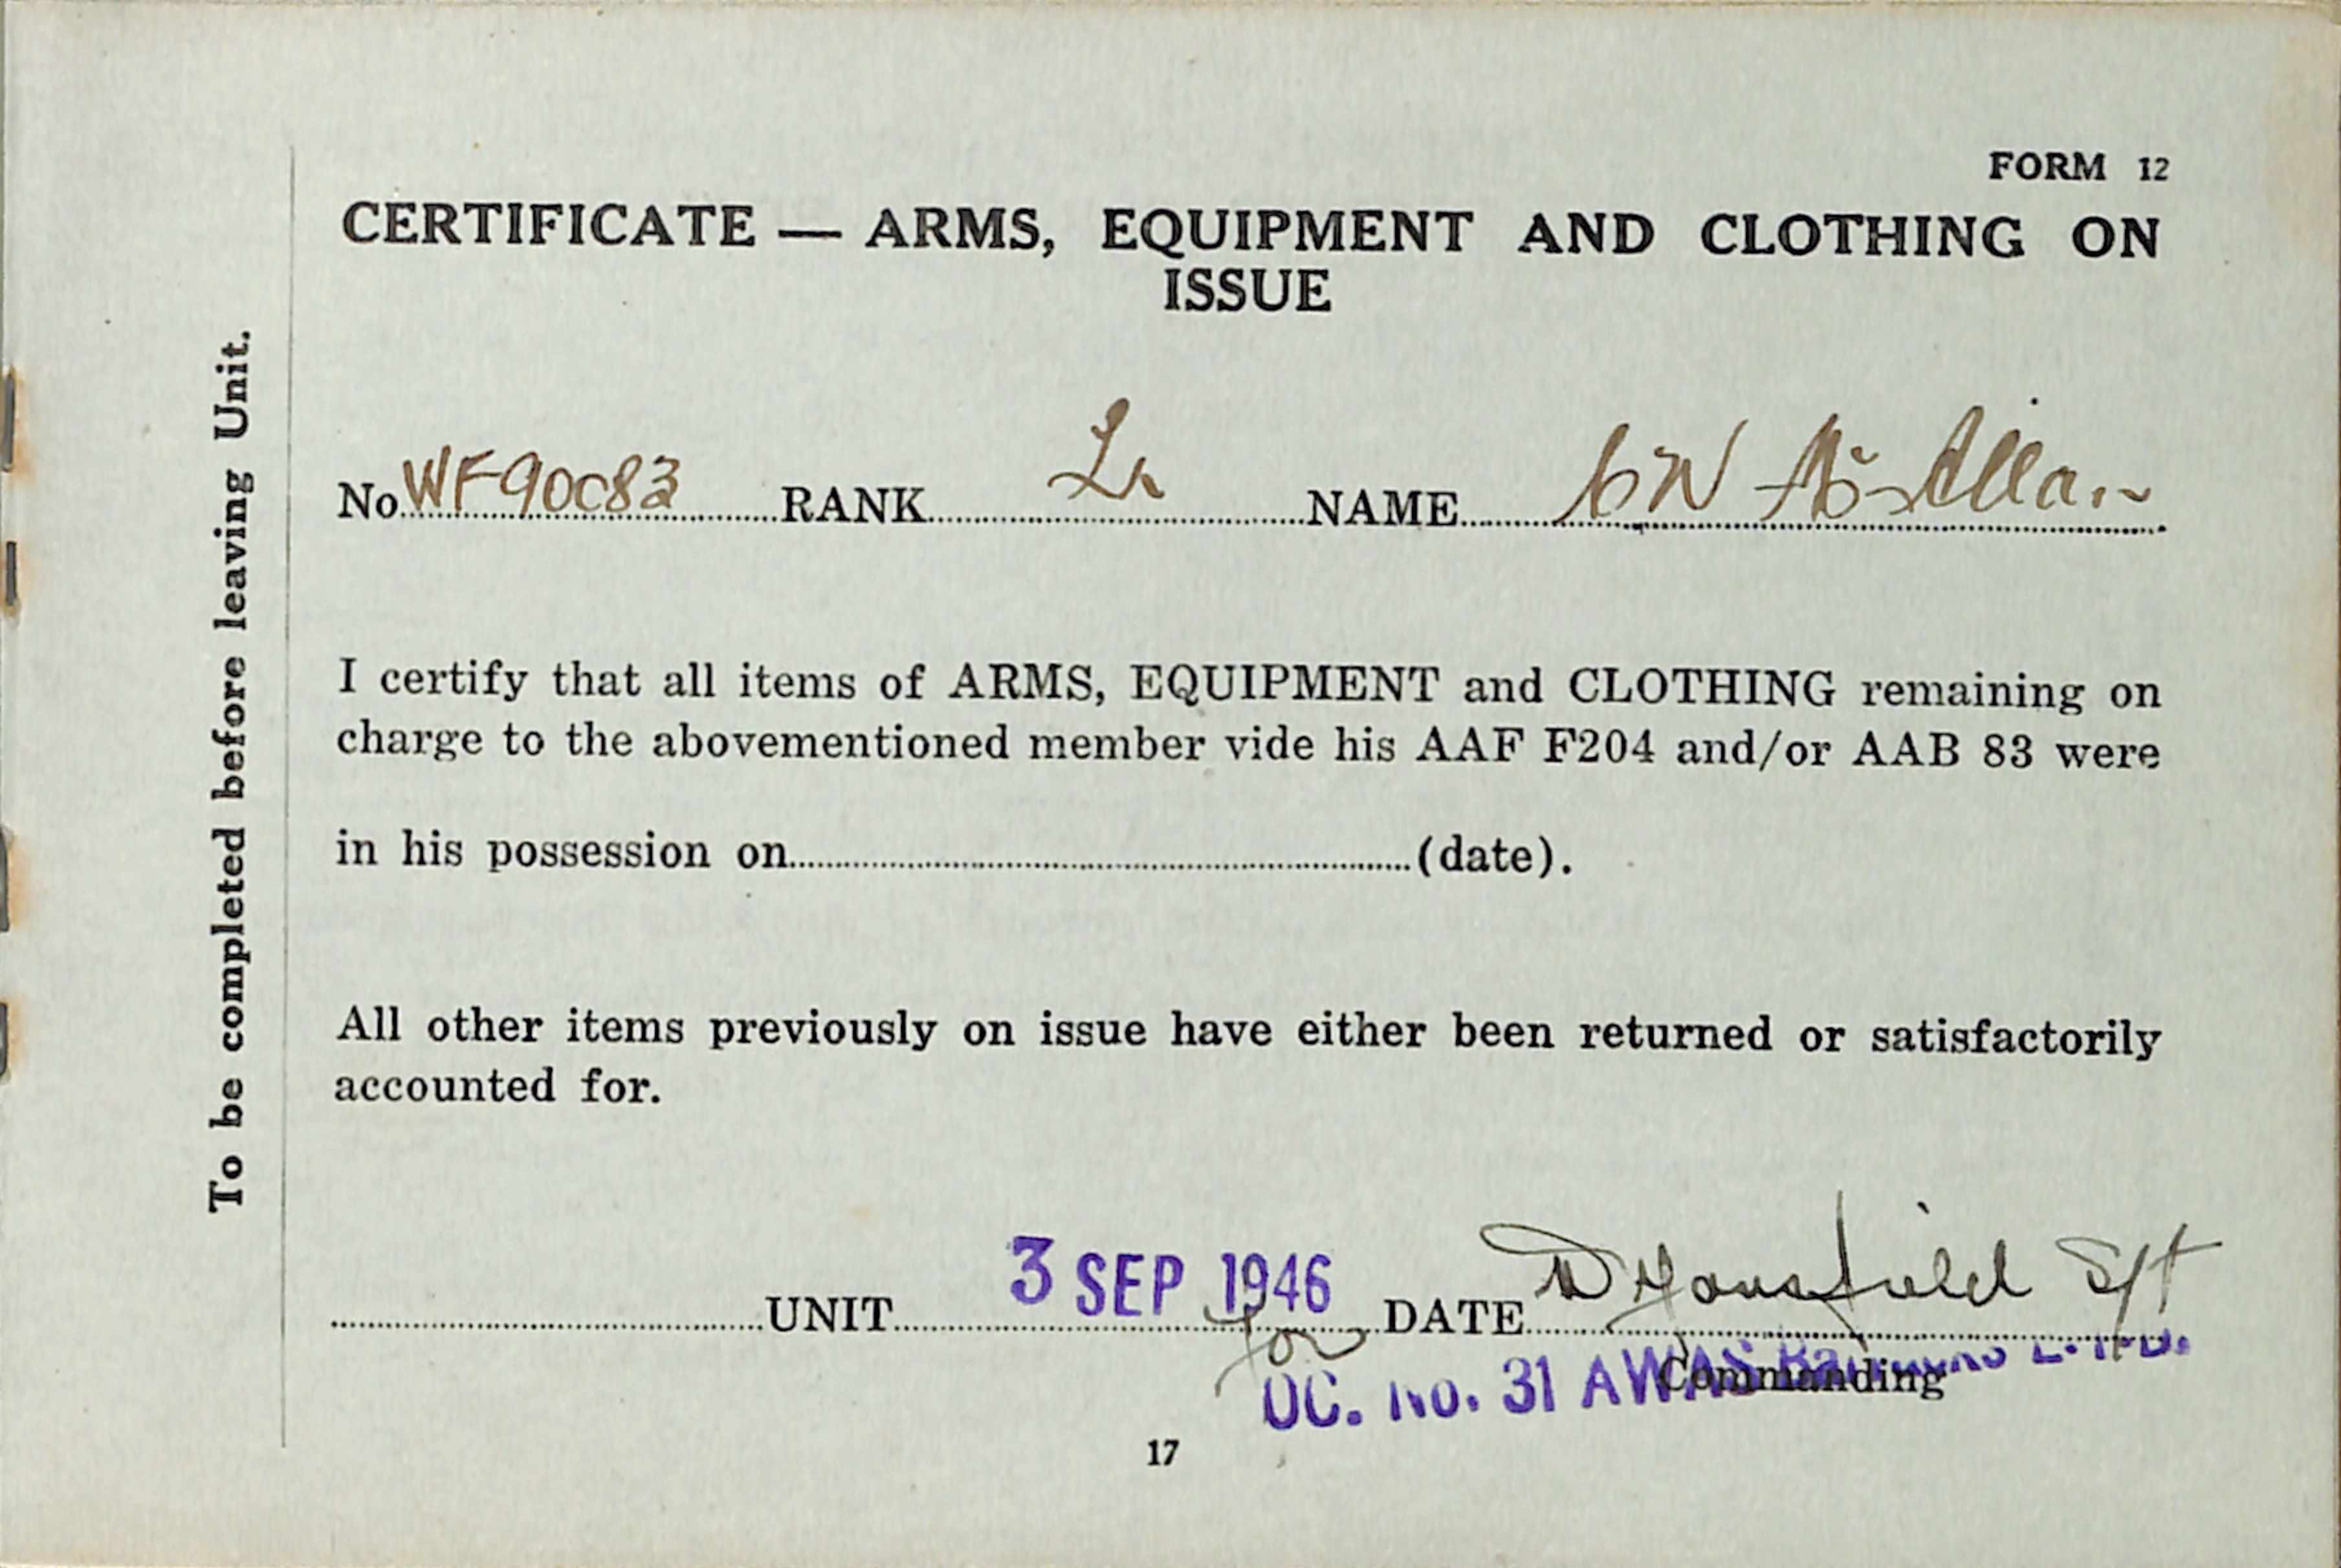 FORM 12
CERTIFICATE — ARMS, EQUIPMENT AND CLOTHING ON
ISSUE
To be completed before leaving Unit.
No WF90083 RANK NAME
I certify that all items of ARMS, EQUIPMENT and CLOTHING remaining on
charge to the abovementioned member vide his AAF F204 and/or AAB 83 were
in his possession on (date).
All other items previously on issue have either been returned or satisfactorily
accounted for.
UNIT 3 SEP 1946 DATE D Mansfield S/t
for
Commanding
OC. No. 31 AWAS
17